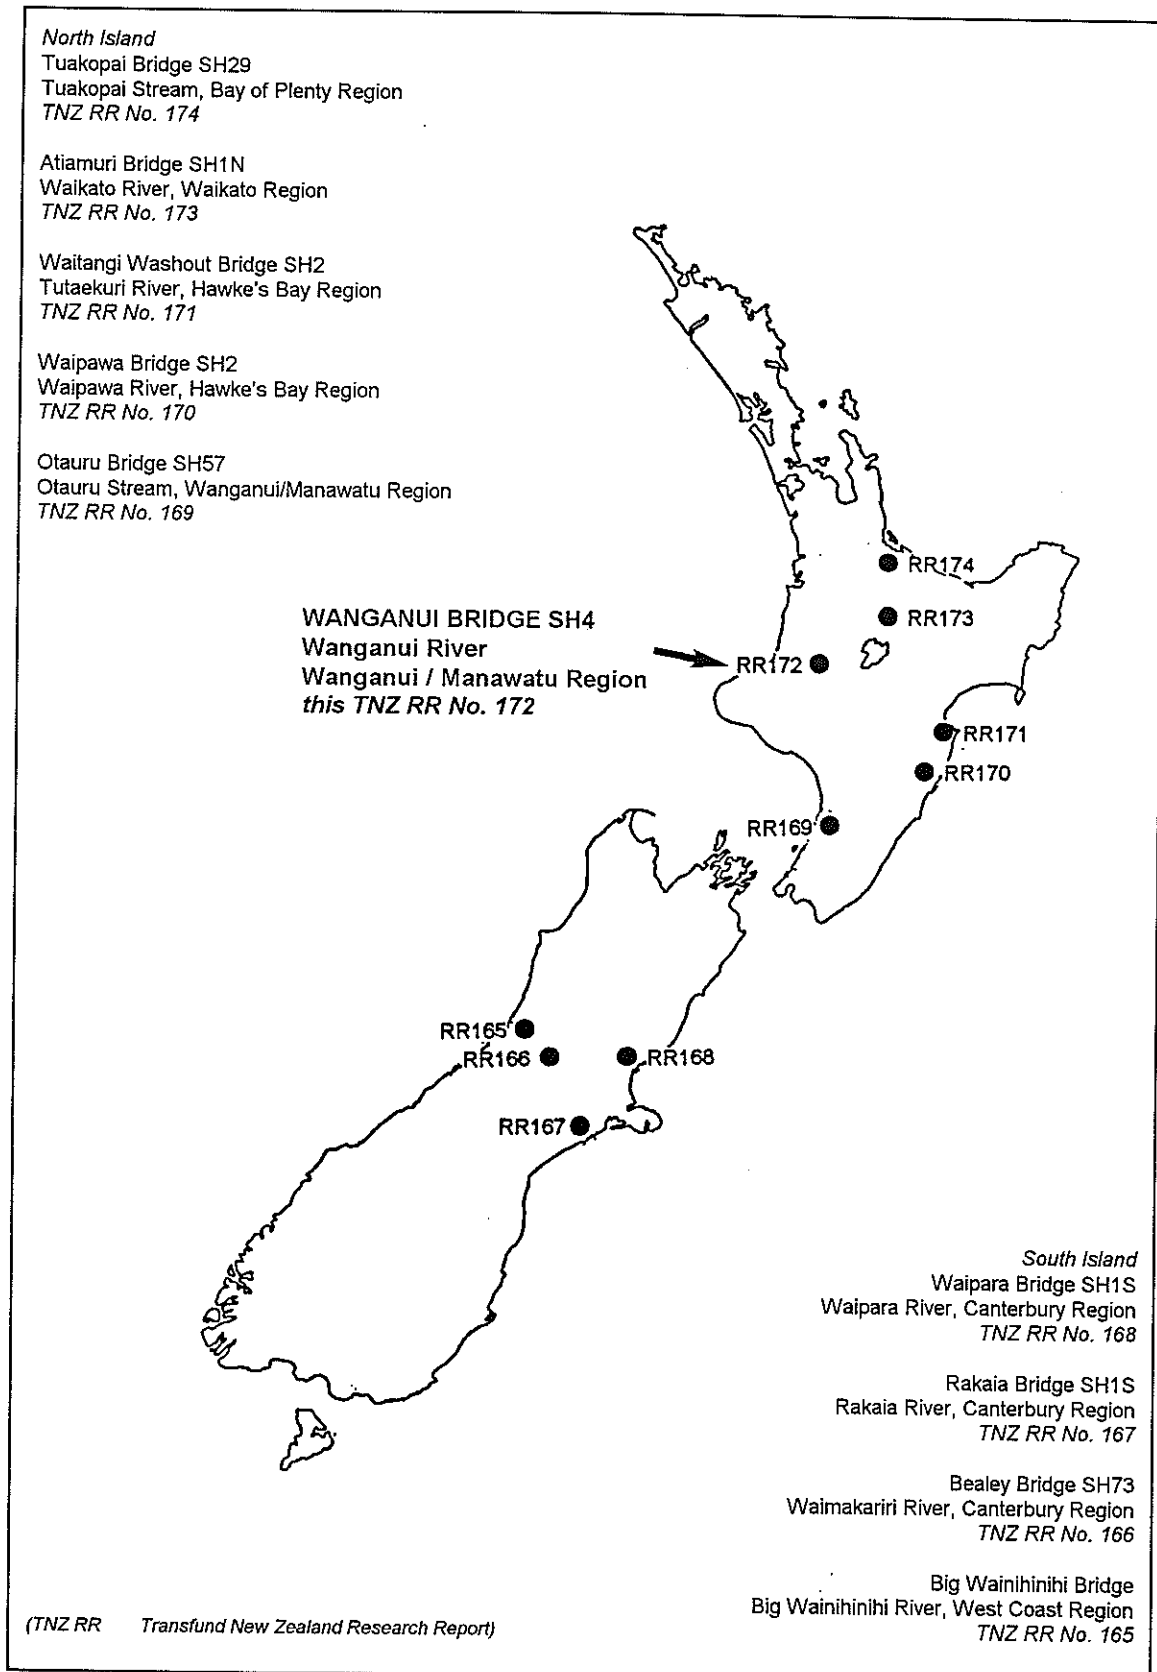 North Island
Tuakopai Bridge SH29
Tuakopai Stream, Bay of Plenty Region
TNZ RR No. 174
Atiamuri Bridge SH1N
Waikato River, Waikato Region
TNZ RR No. 173
Waitangi Washout Bridge SH2
Tutaekuri River, Hawke's Bay Region
TNZ RR No. 171
Waipawa Bridge SH2
Waipawa River, Hawke's Bay Region
TNZ RR No. 170
Otauru Bridge SH57
Otauru Stream, Wanganui/Manawatu Region
TNZ RR No. 169
RR174
RR173
WANGANUI BRIDGE SH4
Wanganui River
Wanganui / Manawatu Region
this TNZ RR No. 172
RR172
RR171
RR170
RR169
RR165
RR166
RR168
RR167
South Island
Waipara Bridge SH1S
Waipara River, Canterbury Region
TNZ RR No. 168
Rakaia Bridge SH1S
Rakaia River, Canterbury Region
TNZ RR No. 167
Bealey Bridge SH73
Waimakariri River, Canterbury Region
TNZ RR No. 166
Big Wainihinihi Bridge
Big Wainihinihi River, West Coast Region
TNZ RR No. 165
(TNZ RR Transfund New Zealand Research Report)